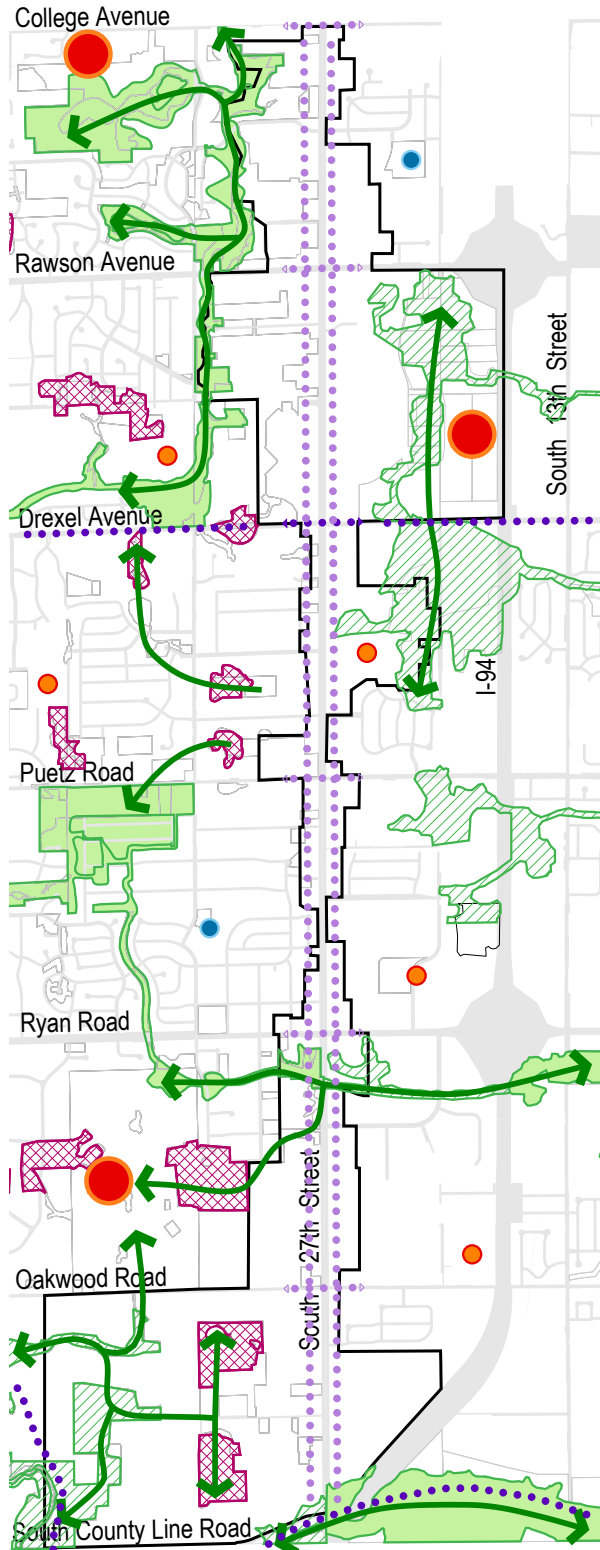 College Avenue
Rawson Avenue
South 13th Street
Drexel Avenue
I-94
Puetz Road
Ryan Road
South 27th Street
Oakwood Road
South County Line Road